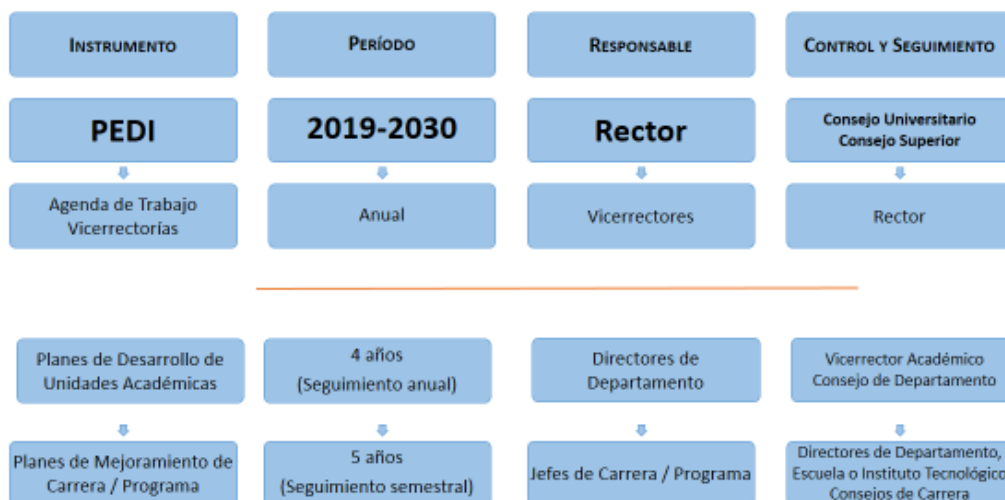 INSTRUMENTO
PERÍODO
RESPONSABLE
CONTROL Y SEGUIMIENTO
PEDI
2019-2030
Rector
Consejo Universitario
Consejo Superior
Agenda de Trabajo
Vicerrectorías
Anual
Vicerrectores
Rector
Planes de Desarrollo de
Unidades Académicas
4 años
(Seguimiento anual)
Directores de
Departamento
Vicerrector Académico
Consejo de Departamento
Planes de Mejoramiento de
Carrera / Programa
5 años
(Seguimiento semestral)
Jefes de Carrera / Programa
Directores de Departamento,
Escuela o Instituto Tecnológico
Consejos de Carrera